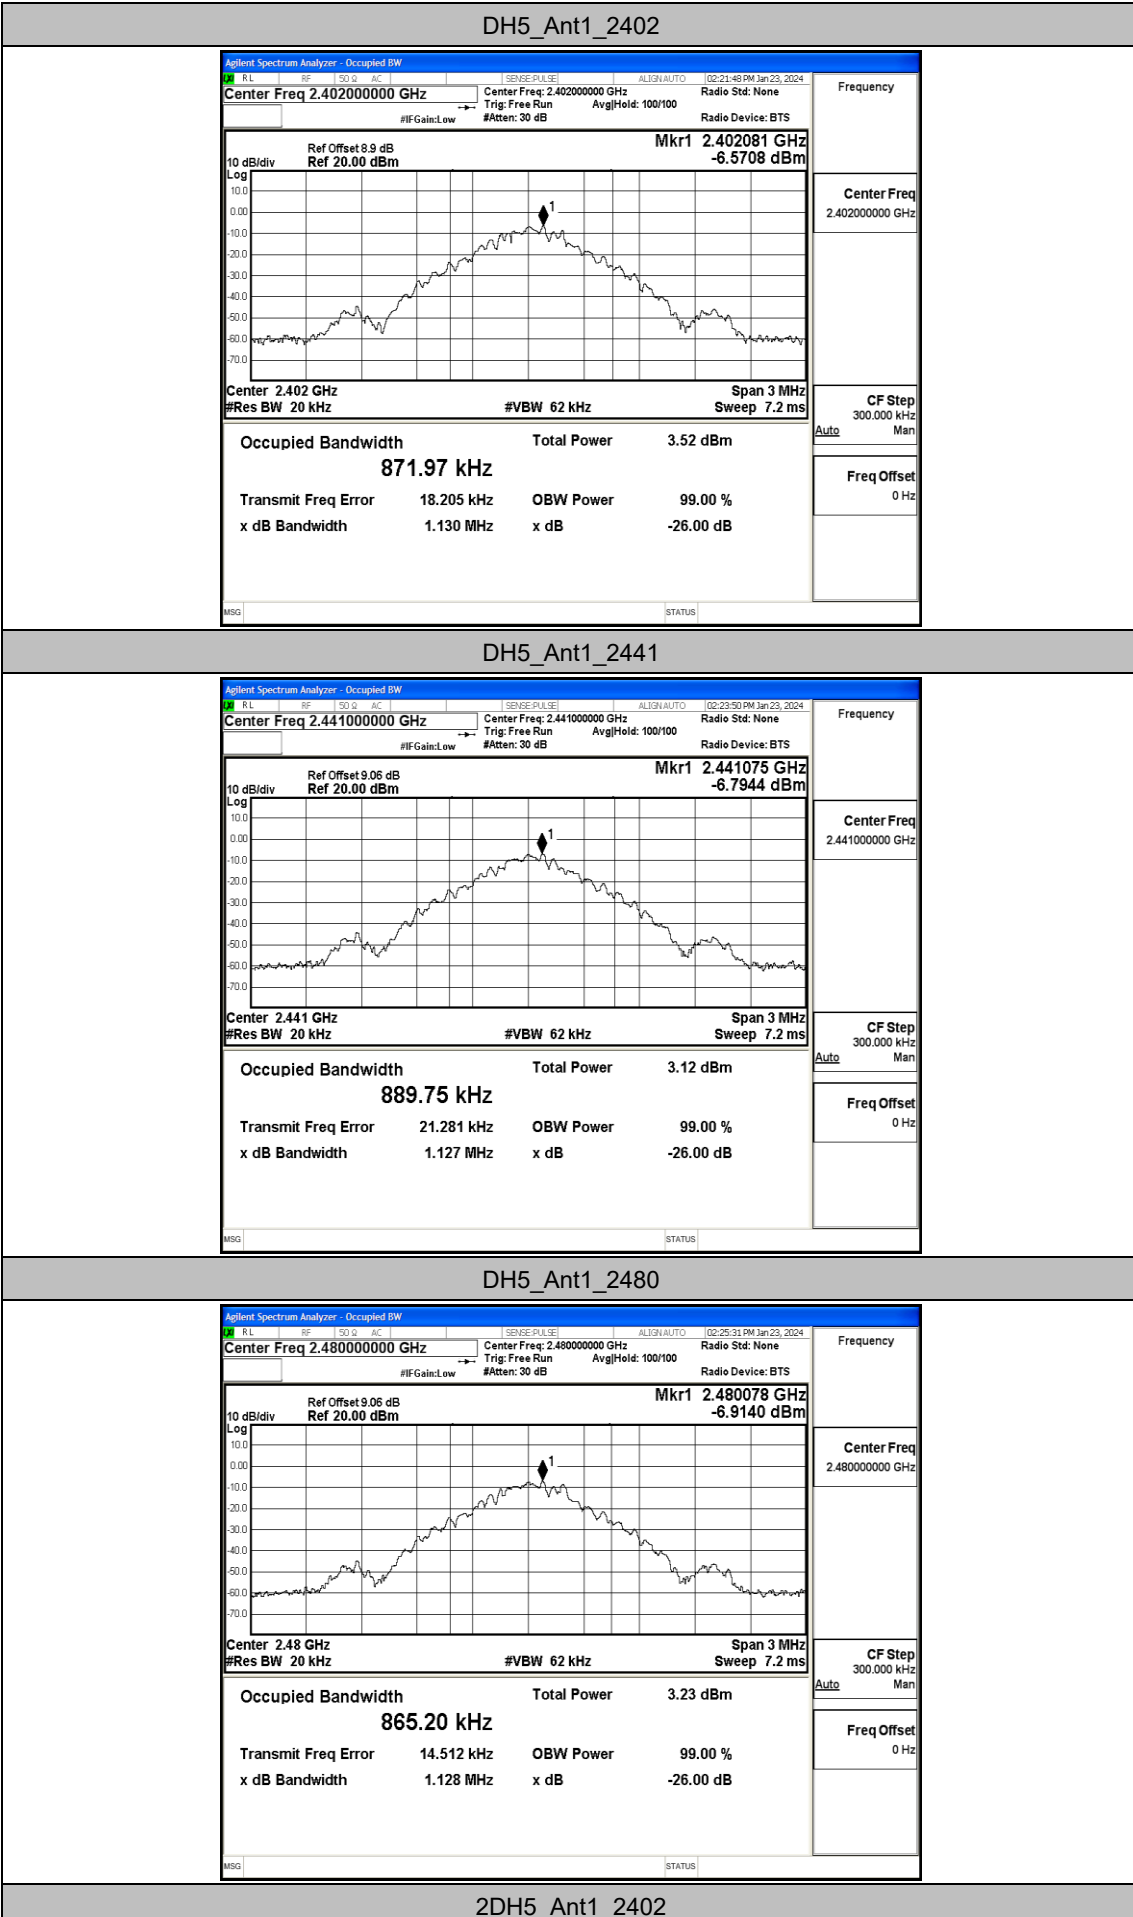 DH5_Ant1_2402
Agilent Spectrum Analyzer - Occupied BW
LXI RL RF 50 Ω AC SENSE:PULSE ALIGNAUTO 02:21:48 PM Jan 23, 2024
Center Freq 2.402000000 GHz
Center Freq: 2.402000000 GHz
Radio Std: None
Trig: Free Run Avg|Hold: 100/100
#IFGain:Low #Atten: 30 dB Radio Device: BTS
Frequency
Mkr1 2.402081 GHz
-6.5708 dBm
Ref Offset 8.9 dB
10 dB/div Ref 20.00 dBm
Log
10.0
0.00
-10.0
-20.0
-30.0
-40.0
-50.0
-60.0
-70.0
1
Center 2.402 GHz Span 3 MHz
#Res BW 20 kHz #VBW 62 kHz Sweep 7.2 ms
Center Freq
2.402000000 GHz
CF Step
300.000 kHz
Auto Man
Freq Offset
0 Hz
Occupied Bandwidth Total Power 3.52 dBm
871.97 kHz
Transmit Freq Error 18.205 kHz OBW Power 99.00 %
x dB Bandwidth 1.130 MHz x dB -26.00 dB
MSG STATUS
DH5_Ant1_2441
Agilent Spectrum Analyzer - Occupied BW
LXI RL RF 50 Ω AC SENSE:PULSE ALIGNAUTO 02:23:50 PM Jan 23, 2024
Center Freq 2.441000000 GHz
Center Freq: 2.441000000 GHz
Radio Std: None
Trig: Free Run Avg|Hold: 100/100
#IFGain:Low #Atten: 30 dB Radio Device: BTS
Frequency
Mkr1 2.441075 GHz
-6.7944 dBm
Ref Offset 9.06 dB
10 dB/div Ref 20.00 dBm
Log
10.0
0.00
-10.0
-20.0
-30.0
-40.0
-50.0
-60.0
-70.0
1
Center 2.441 GHz Span 3 MHz
#Res BW 20 kHz #VBW 62 kHz Sweep 7.2 ms
Center Freq
2.441000000 GHz
CF Step
300.000 kHz
Auto Man
Freq Offset
0 Hz
Occupied Bandwidth Total Power 3.12 dBm
889.75 kHz
Transmit Freq Error 21.281 kHz OBW Power 99.00 %
x dB Bandwidth 1.127 MHz x dB -26.00 dB
MSG STATUS
DH5_Ant1_2480
Agilent Spectrum Analyzer - Occupied BW
LXI RL RF 50 Ω AC SENSE:PULSE ALIGNAUTO 02:25:31 PM Jan 23, 2024
Center Freq 2.480000000 GHz
Center Freq: 2.480000000 GHz
Radio Std: None
Trig: Free Run Avg|Hold: 100/100
#IFGain:Low #Atten: 30 dB Radio Device: BTS
Frequency
Mkr1 2.480078 GHz
-6.9140 dBm
Ref Offset 9.06 dB
10 dB/div Ref 20.00 dBm
Log
10.0
0.00
-10.0
-20.0
-30.0
-40.0
-50.0
-60.0
-70.0
1
Center 2.48 GHz Span 3 MHz
#Res BW 20 kHz #VBW 62 kHz Sweep 7.2 ms
Center Freq
2.480000000 GHz
CF Step
300.000 kHz
Auto Man
Freq Offset
0 Hz
Occupied Bandwidth Total Power 3.23 dBm
865.20 kHz
Transmit Freq Error 14.512 kHz OBW Power 99.00 %
x dB Bandwidth 1.128 MHz x dB -26.00 dB
MSG STATUS
2DH5_Ant1_2402